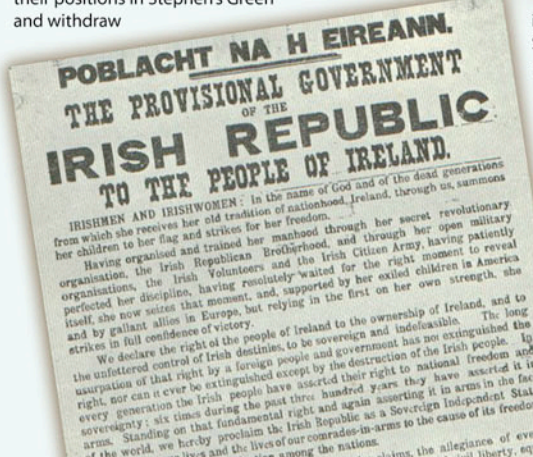 their positions in Stephen's Green
and withdraw
POBLACHT NA H EIREANN.
THE PROVISIONAL GOVERNMENT
OF THE
IRISH REPUBLIC
TO THE PEOPLE OF IRELAND.
IRISHMEN AND IRISHWOMEN: In the name of God and of the dead generations
from which she receives her old tradition of nationhood, Ireland, through us, summons
her children to her flag and strikes for her freedom.
Having organised and trained her manhood through her secret revolutionary
organisation, the Irish Republican Brotherhood, and through her open military
organisations, the Irish Volunteers and the Irish Citizen Army, having patiently
perfected her discipline, having resolutely waited for the right moment to reveal
itself, she now seizes that moment, and, supported by her exiled children in America
and by gallant allies in Europe, but relying in the first on her own strength, she
strikes in full confidence of victory.
We declare the right of the people of Ireland to the ownership of Ireland, and to
the unfettered control of Irish destinies, to be sovereign and indefeasible. The long
usurpation of that right by a foreign people and government has not extinguished the
right, nor can it ever be extinguished except by the destruction of the Irish people. In
every generation the Irish people have asserted their right to national freedom and
sovereignty; six times during the past three hundred years they have asserted it in
arms. Standing on that fundamental right and again asserting it in arms in the fac
of the world, we hereby proclaim the Irish Republic as a Sovereign Independent Stat
lives and the lives of our comrades-in-arms to the cause of its freedo
among the nations.
claims, the allegiance of eve
liberty, equ